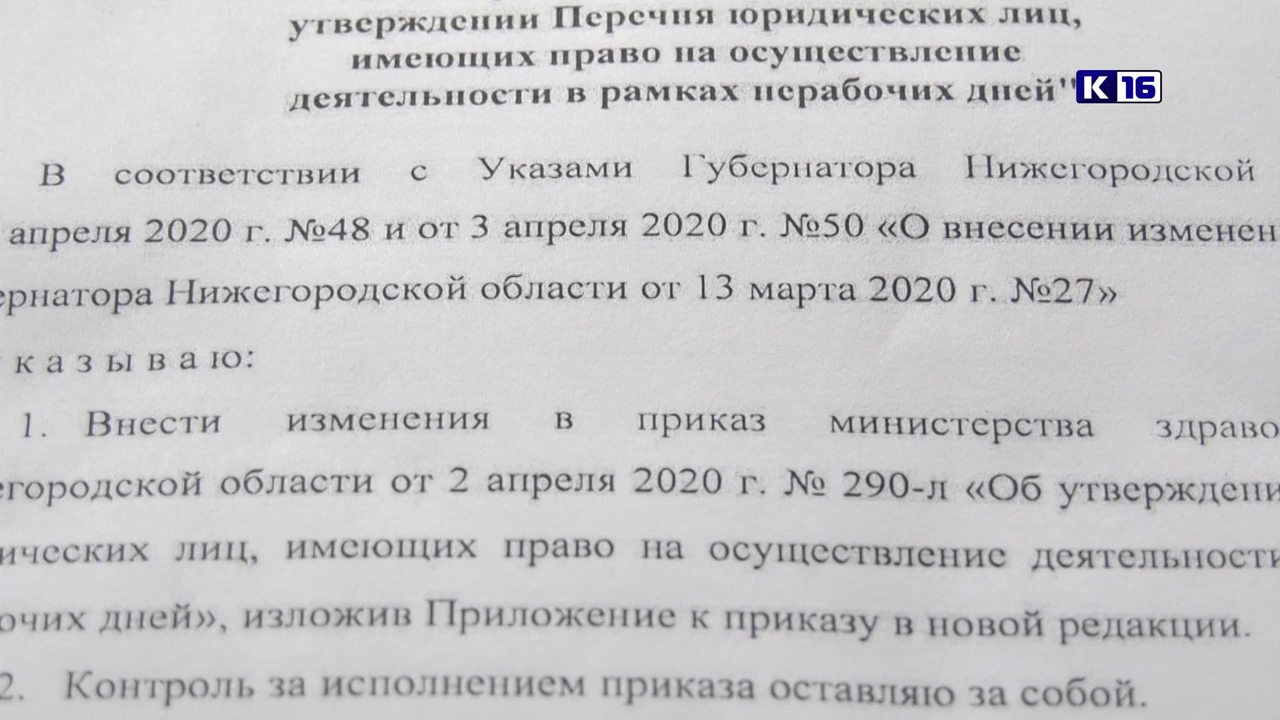 утверждении Перечня юридических лиц,
имеющих право на осуществление
деятельности в рамках нерабочих дней"
К 16
В соответствии с Указами Губернатора Нижегородской
апреля 2020 г. №48 и от 3 апреля 2020 г. №50 «О внесении изменен
ернатора Нижегородской области от 13 марта 2020 г. №27»
к а з ы в а ю:
1. Внести изменения в приказ министерства здраво
егородской области от 2 апреля 2020 г. № 290-л «Об утверждени
ических лиц, имеющих право на осуществление деятельности
очих дней», изложив Приложение к приказу в новой редакции.
2. Контроль за исполнением приказа оставляю за собой.